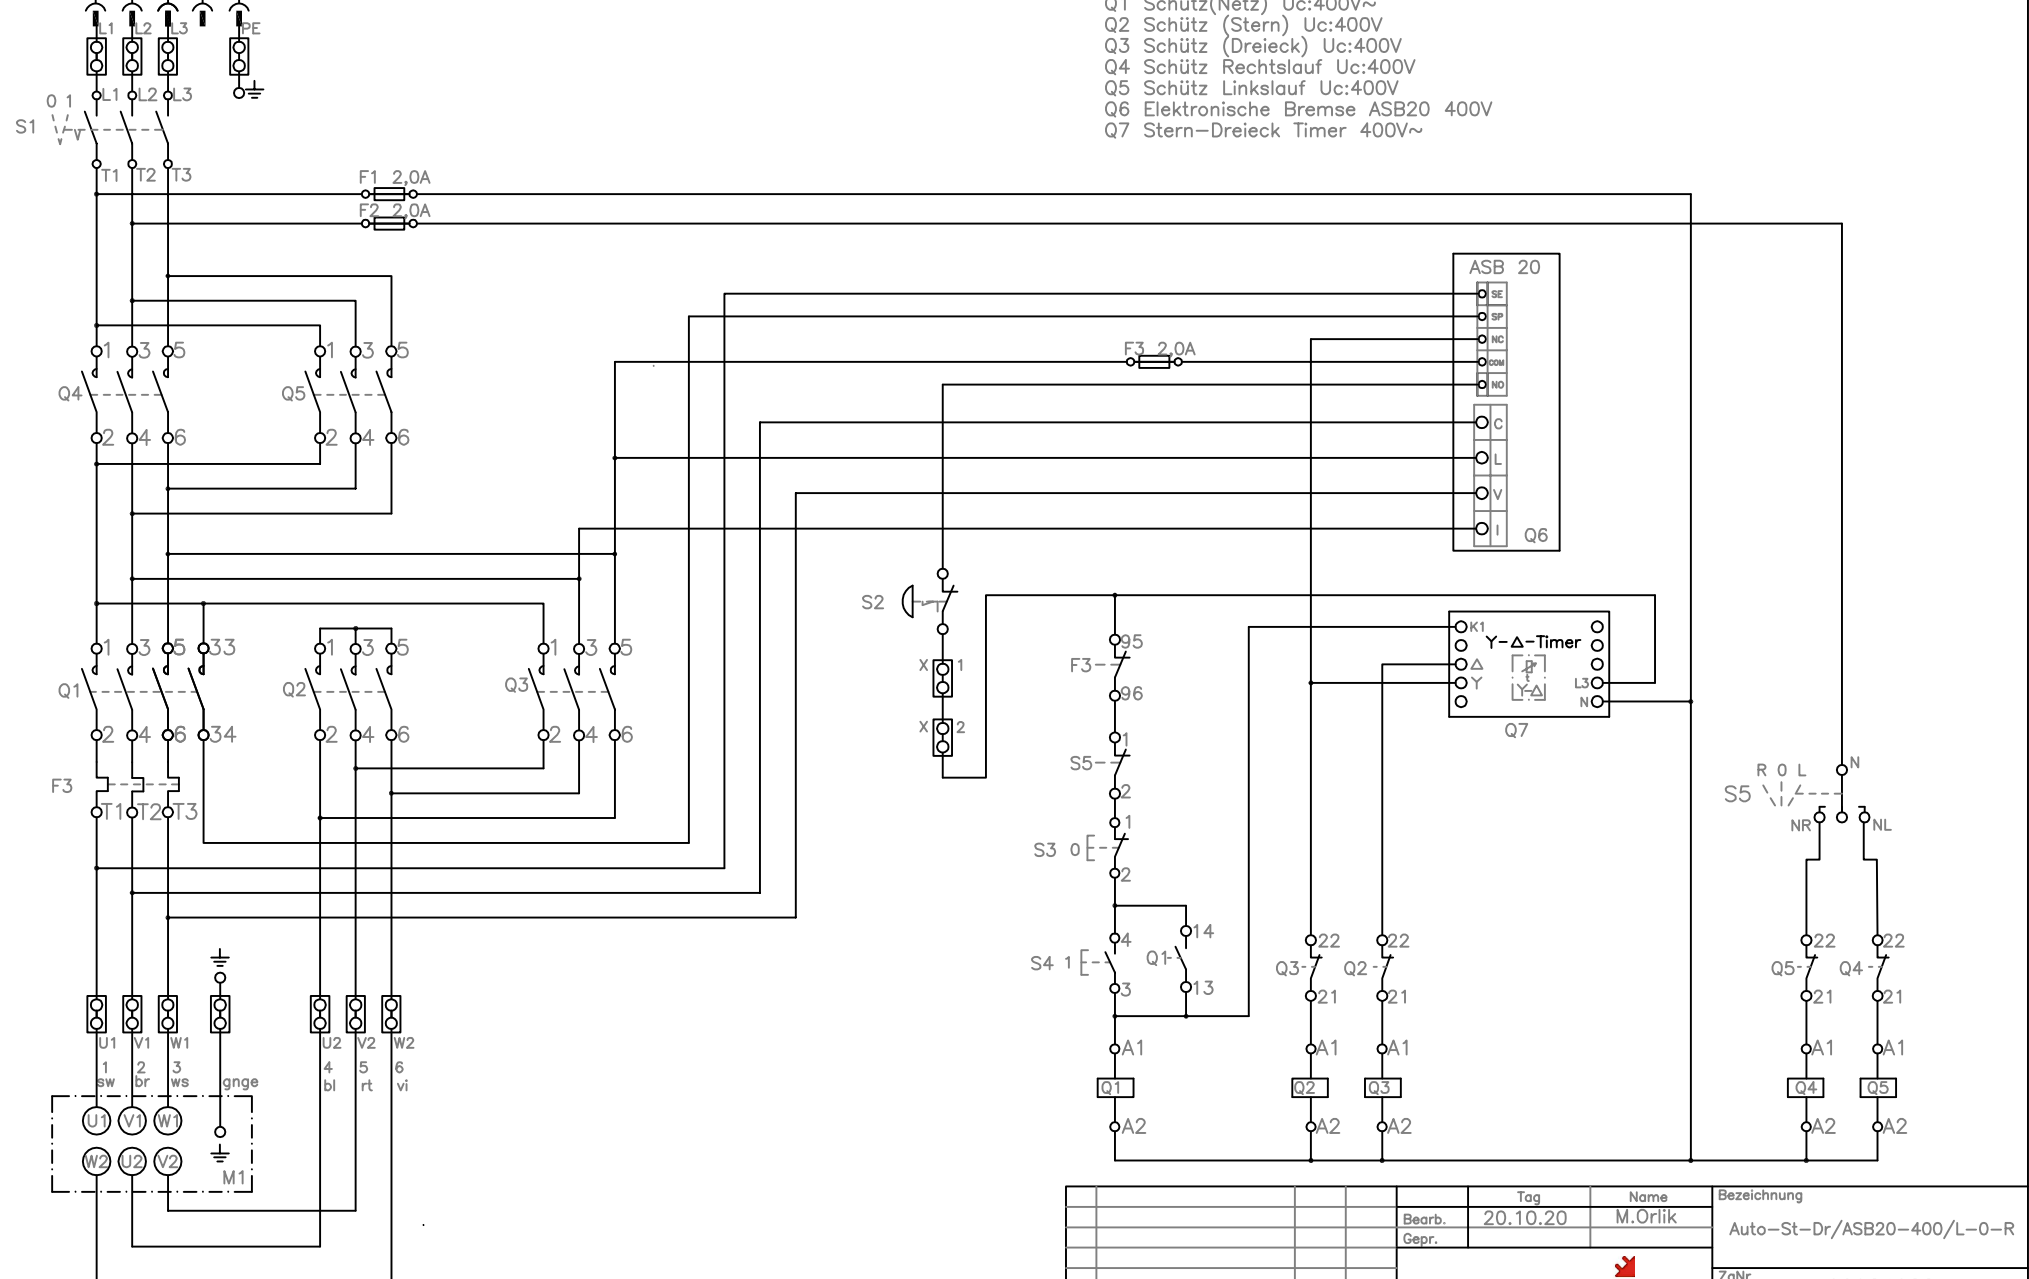 Q1 Schütz(Netz) Uc:400V~
Q2 Schütz (Stern) Uc:400V
Q3 Schütz (Dreieck) Uc:400V
Q4 Schütz Rechtslauf Uc:400V
Q5 Schütz Linkslauf Uc:400V
Q6 Elektronische Bremse ASB20 400V
Q7 Stern-Dreieck Timer 400V~
L1 L2 L3 PE
L1 L2 L3
0 1
S1
T1 T2 T3
F1 2,0A
F2 2,0A
ASB 20
SE
SP
NC
F3 2,0A
COM
NO
C
L
V
I
Q6
1 3 5 1 3 5
Q4 Q5
2 4 6 2 4 6
S2
X 1
X 2
1 3 5 33 1 3 5 1 3 5
Q1 Q2 Q3
2 4 6 34 2 4 6 2 4 6
F3
T1 T2 T3
95
F3
96
1
S5
2
1
S3 0
2
4 14
S4 1 Q1
3 13
K1
Y-Δ-Timer
Δ
Y
t
Y-Δ
L3
N
Q7
N
R 0 L
S5
NR NL
22 22 22 22
Q3 Q2 Q5 Q4
21 21 21 21
A1 A1 A1 A1 A1
Q1 Q2 Q3 Q4 Q5
A2 A2 A2 A2 A2
U1 V1 W1 U2 V2 W2
1 2 3 4 5 6
sw br ws gnge bl rt vi
U1 V1 W1
W2 U2 V2
M1
Tag Name Bezeichnung
Bearb. 20.10.20 M.Orlik
Auto-St-Dr/ASB20-400/L-0-R
Gepr.
ZgNr